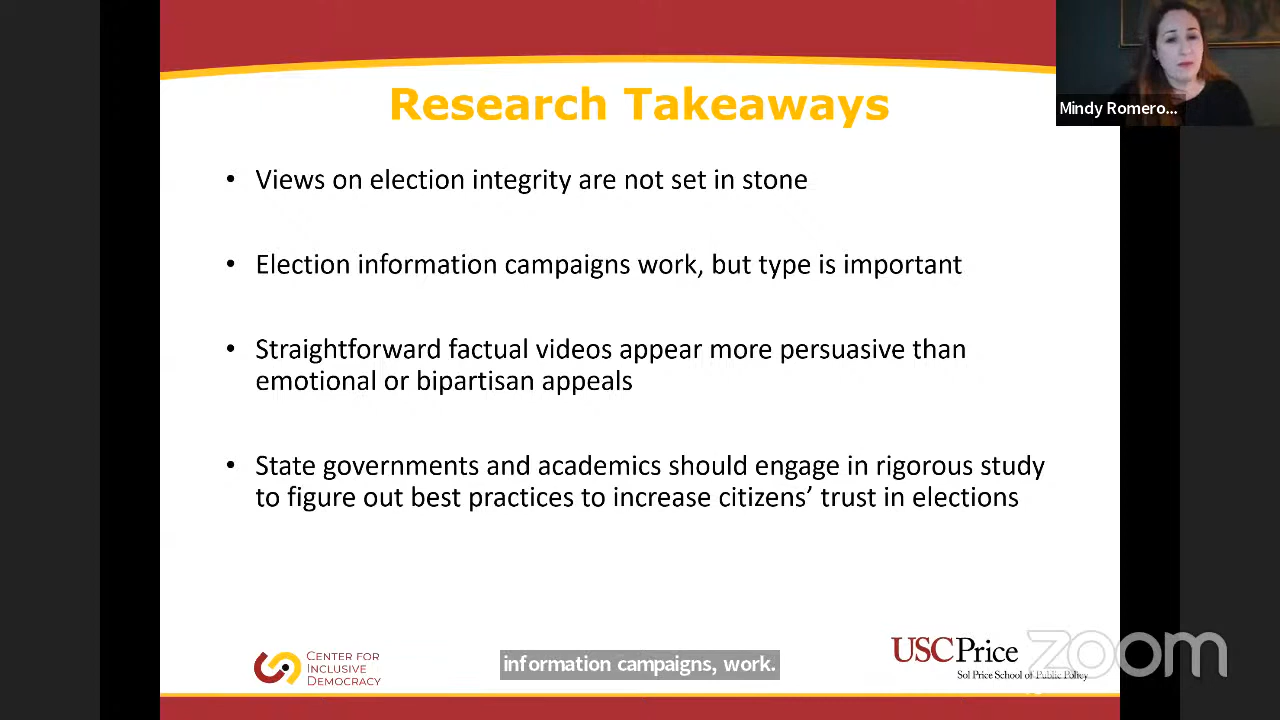 Research Takeaways
Mindy Romero...
• Views on election integrity are not set in stone
• Election information campaigns work, but type is important
• Straightforward factual videos appear more persuasive than
emotional or bipartisan appeals
• State governments and academics should engage in rigorous study
to figure out best practices to increase citizens’ trust in elections
CENTER FOR
INCLUSIVE
DEMOCRACY
information campaigns, work.
USC Price
Sol Price School of Public Policy
zoom